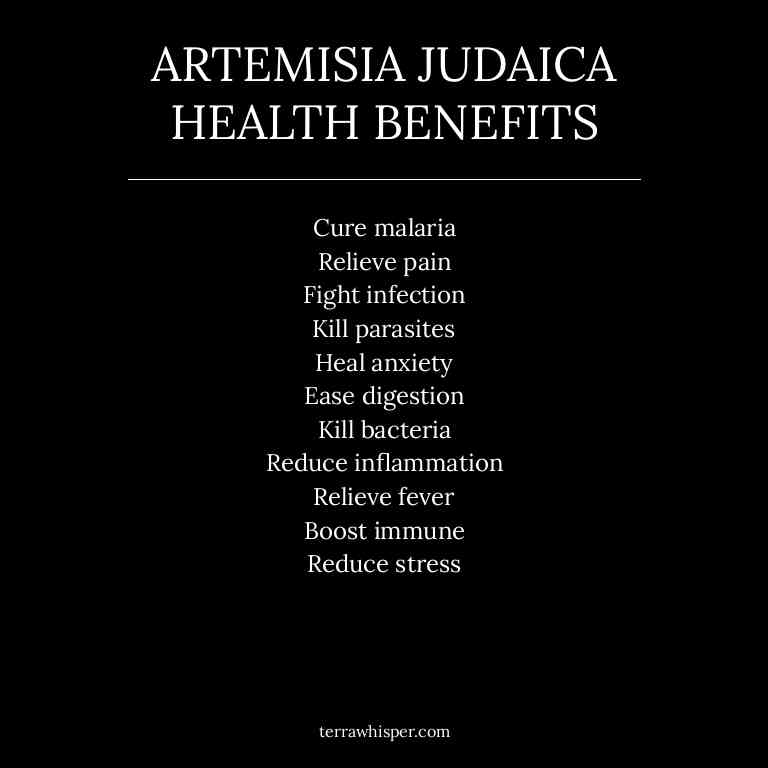 ARTEMISIA JUDAICA
HEALTH BENEFITS
Cure malaria
Relieve pain
Fight infection
Kill parasites
Heal anxiety
Ease digestion
Kill bacteria
Reduce inflammation
Relieve fever
Boost immune
Reduce stress
terrawhisper.com